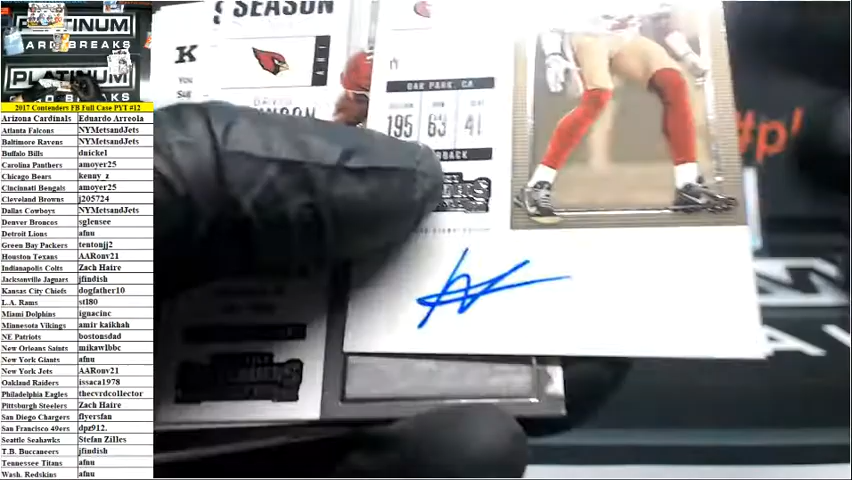 PLATINUM
ARD BREAKS
PLATINUM
O BREAKS
2017 Contenders FB Full Case PYT #12
Arizona Cardinals Eduardo Arreola
Atlanta Falcons NYMetsandJets
Baltimore Ravens NYMetsandJets
Buffalo Bills dnickel
Carolina Panthers amoyer25
Chicago Bears kenny_z
Cincinnati Bengals amoyer25
Cleveland Browns j205724
Dallas Cowboys NYMetsandJets
Denver Broncos sglensee
Detroit Lions afnu
Green Bay Packers tentonjj2
Houston Texans AARonv21
Indianapolis Colts Zach Haire
Jacksonville Jaguars jfindish
Kansas City Chiefs dogfather10
L.A. Rams stl80
Miami Dolphins ignacinc
Minnesota Vikings amir kaikhah
NE Patriots bostonsdad
New Orleans Saints mikawlbbc
New York Giants afnu
New York Jets AARonv21
Oakland Raiders issaca1978
Philadelphia Eagles thecvrdcollector
Pittsburgh Steelers Zach Haire
San Diego Chargers flyersfan
San Francisco 49ers dpz912.
Seattle Seahawks Stefan Zilles
T.B. Buccaneers jfindish
Tennessee Titans afnu
Wash. Redskins afnu
SEASON
K
OAK PARK, CA
195 63 41
#p!